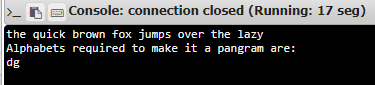 >_ Console: connection closed (Running: 17 seg)
the quick brown fox jumps over the lazy
Alphabets required to make it a pangram are:
dg